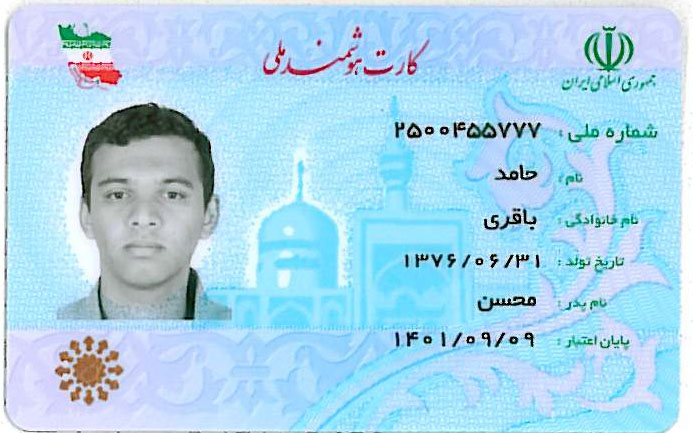 کارت هوشمند ملی
جمهوری اسلامی ایران
شماره ملی : ۲۵۰۰۴۵۵۷۷۷
نام : حامد
نام خانوادگی : باقری
تاریخ تولد : ۱۳۷۶/۰۶/۳۱
نام پدر : محسن
پایان اعتبار : ۱۴۰۱/۰۹/۰۹